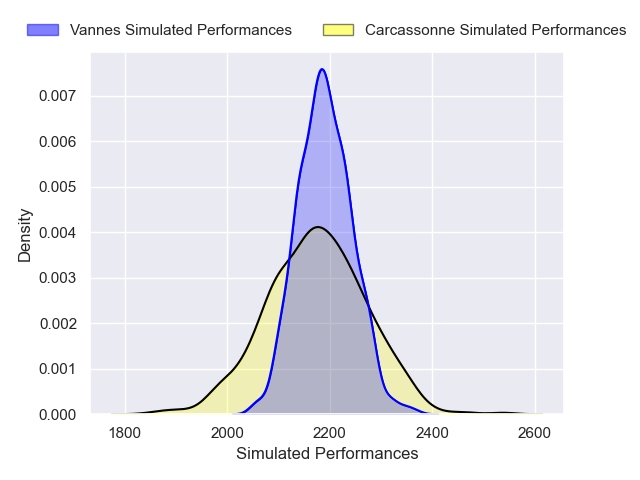 Vannes Simulated Performances Carcassonne Simulated Performances
0.007
0.006
0.005
0.004
0.003
0.002
0.001
0.000
Density
1800 2000 2200 2400 2600
Simulated Performances